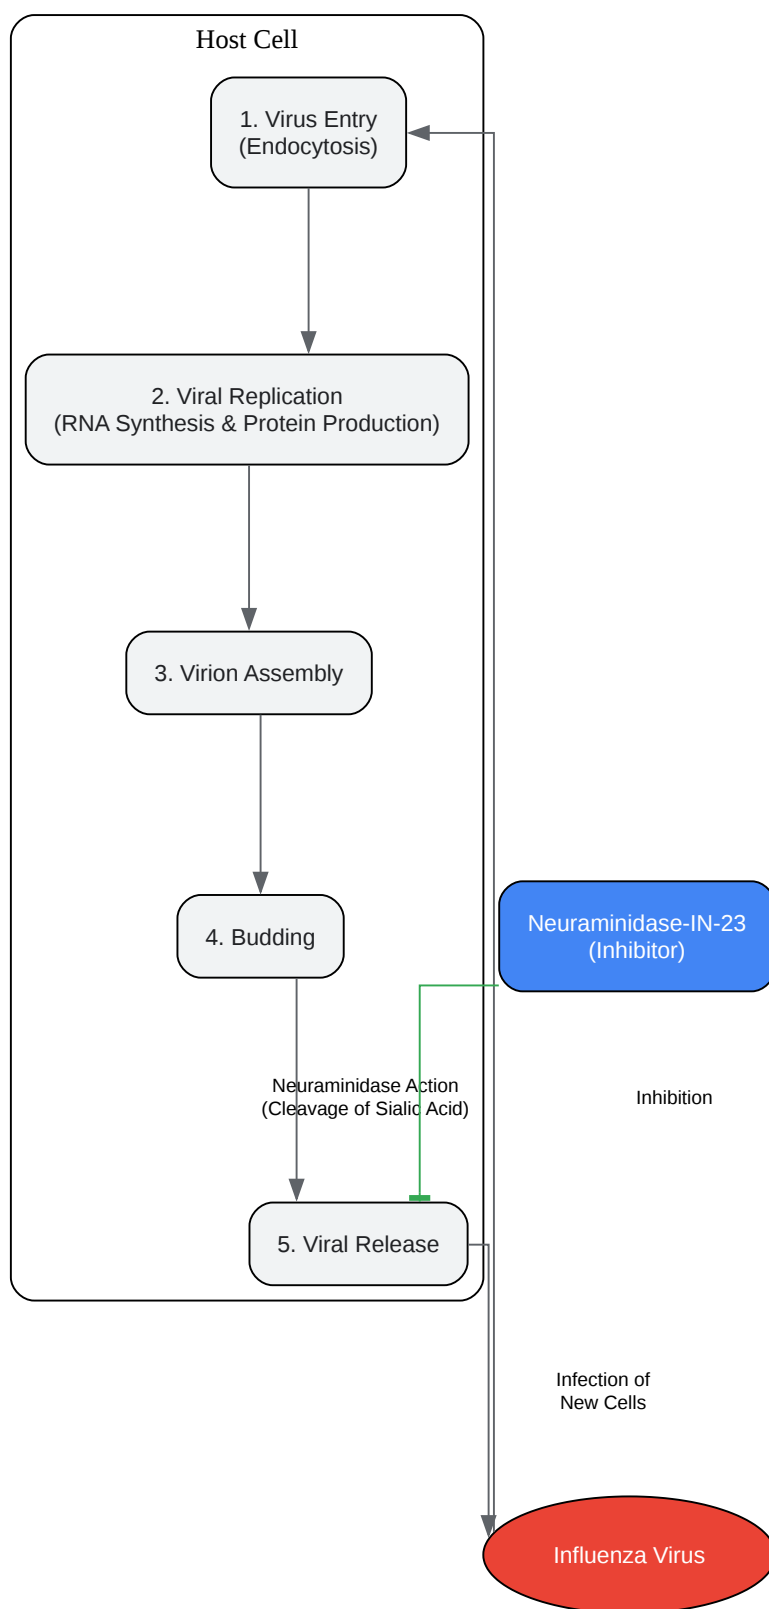 Host Cell
1. Virus Entry
(Endocytosis)
2. Viral Replication
(RNA Synthesis & Protein Production)
3. Virion Assembly
4. Budding
Neuraminidase-IN-23
(Inhibitor)
Neuraminidase Action
(Cleavage of Sialic Acid)
Inhibition
5. Viral Release
Infection of
New Cells
Influenza Virus